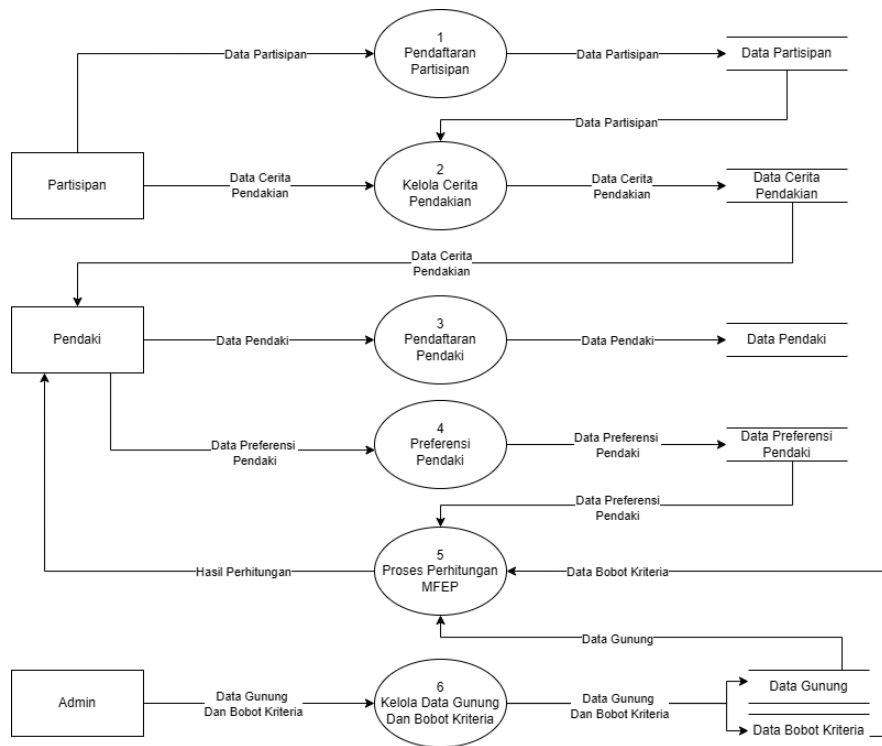 1
Pendaftaran
Partisipan
Data Partisipan
Data Partisipan
Data Partisipan
Data Partisipan
Partisipan
Data Cerita
Pendakian
2
Kelola Cerita
Pendakian
Data Cerita
Pendakian
Data Cerita
Pendakian
Data Cerita
Pendakian
Pendaki
Data Pendaki
3
Pendaftaran
Pendaki
Data Pendaki
Data Pendaki
Data Preferensi
Pendaki
4
Preferensi
Pendaki
Data Preferensi
Pendaki
Data Preferensi
Pendaki
Data Preferensi
Pendaki
Hasil Perhitungan
5
Proses Perhitungan
MFEP
Data Bobot Kriteria
Data Gunung
Admin
Data Gunung
Dan Bobot Kriteria
6
Kelola Data Gunung
Dan Bobot Kriteria
Data Gunung
Dan Bobot Kriteria
Data Gunung
Data Bobot Kriteria